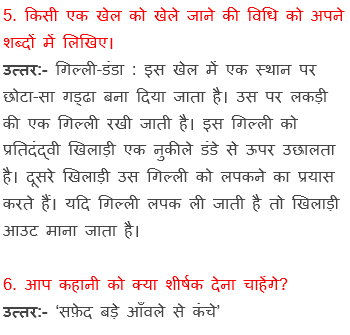 5. किसी एक खेल को खेले जाने की विधि को अपने
शब्दों में लिखिए।
उत्तर:- गिल्ली-डंडा : इस खेल में एक स्थान पर
छोटा-सा गड्ढा बना दिया जाता है। उस पर लकड़ी
की एक गिल्ली रखी जाती है। इस गिल्ली को
प्रतिद्वंद्वी खिलाड़ी एक नुकीले डंडे से ऊपर उछालता
है। दूसरे खिलाड़ी उस गिल्ली को लपकने का प्रयास
करते हैं। यदि गिल्ली लपक ली जाती है तो खिलाड़ी
आउट माना जाता है।
6. आप कहानी को क्या शीर्षक देना चाहेंगे?
उत्तर:- ‘सफ़ेद बड़े आँवले से कंचे’